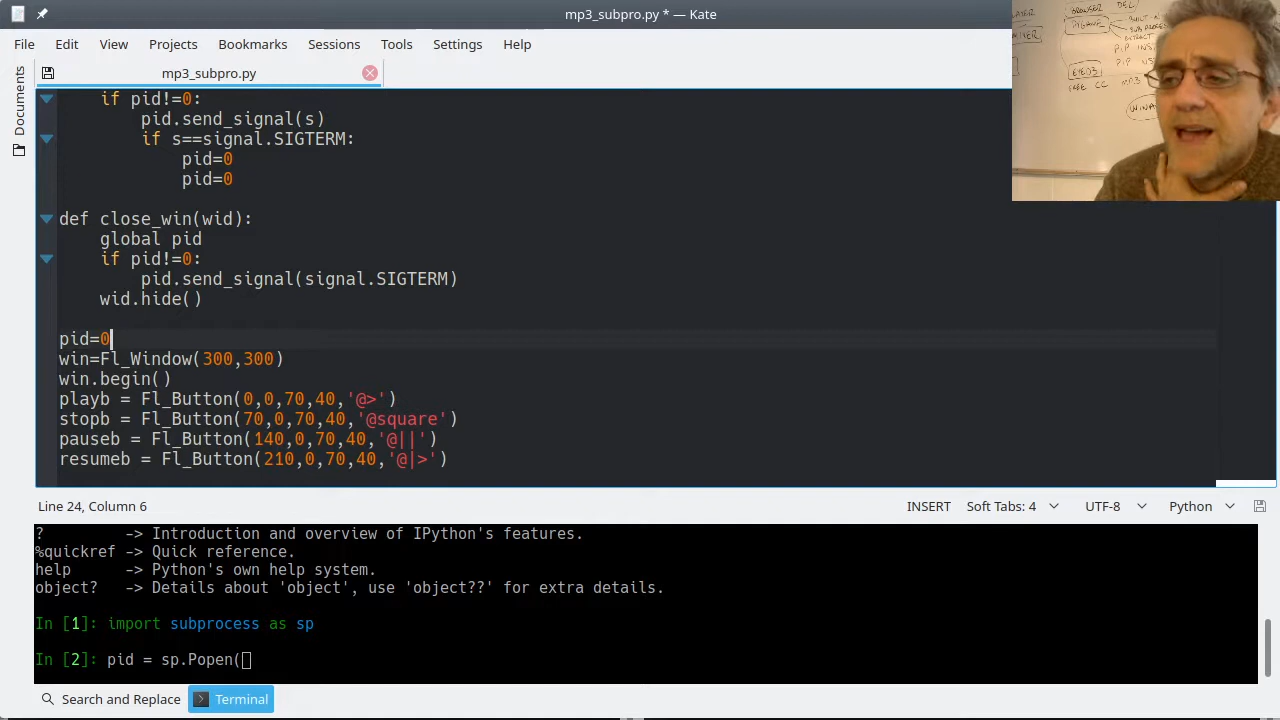 mp3_subpro.py * — Kate
File Edit View Projects Bookmarks Sessions Tools Settings Help
mp3_subpro.py
Documents
if pid!=0:
pid.send_signal(s)
if s==signal.SIGTERM:
pid=0
pid=0
def close_win(wid):
global pid
if pid!=0:
pid.send_signal(signal.SIGTERM)
wid.hide()
pid=0
win=Fl_Window(300,300)
win.begin()
playb = Fl_Button(0,0,70,40,'@>')
stopb = Fl_Button(70,0,70,40,'@square')
pauseb = Fl_Button(140,0,70,40,'@||')
resumeb = Fl_Button(210,0,70,40,'@|>')
Line 24, Column 6 INSERT Soft Tabs: 4 UTF-8 Python
? -> Introduction and overview of IPython's features.
%quickref -> Quick reference.
help -> Python's own help system.
object? -> Details about 'object', use 'object??' for extra details.
In [1]: import subprocess as sp
In [2]: pid = sp.Popen(
Search and Replace Terminal
BROWSER
PYGAME
EYED3